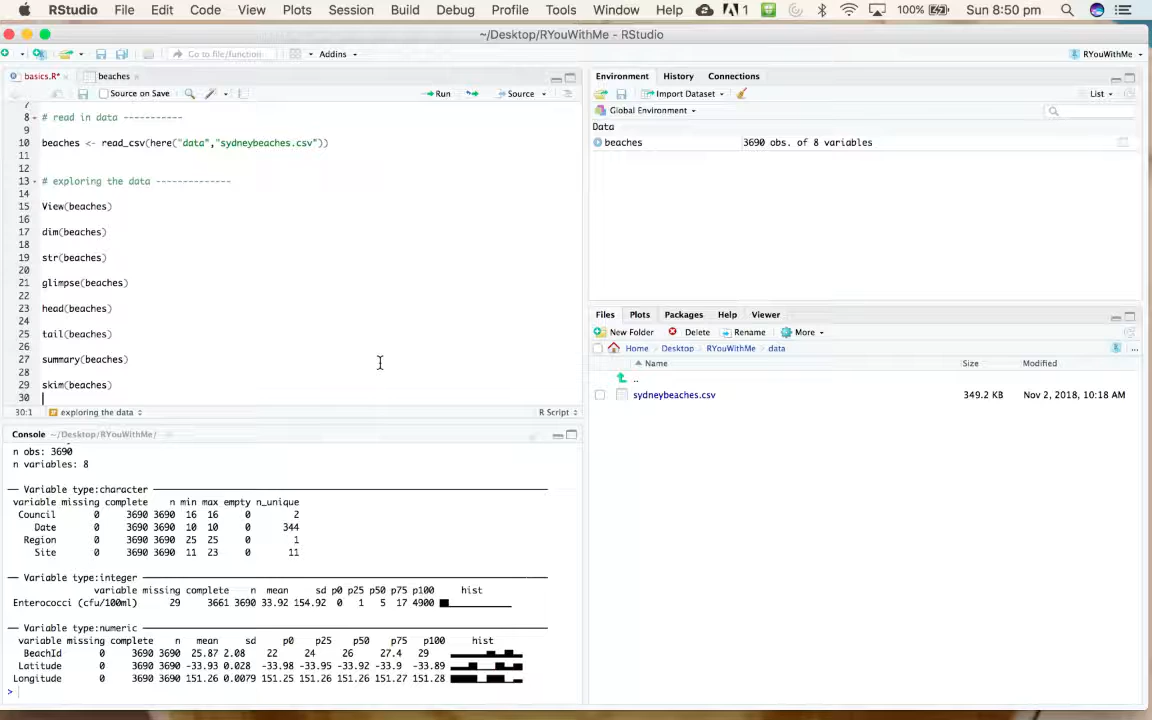 RStudio File Edit Code View Plots Session Build Debug Profile Tools Window Help 1 100% Sun 8:50 pm
~/Desktop/RYouWithMe - RStudio
Go to file/function Addins RYouWithMe
basics.R* beaches
Source on Save Run Source
7
8 # read in data -----------
9
10 beaches <- read_csv(here("data","sydneybeaches.csv"))
11
12
13 # exploring the data --------------
14
15 View(beaches)
16
17 dim(beaches)
18
19 str(beaches)
20
21 glimpse(beaches)
22
23 head(beaches)
24
25 tail(beaches)
26
27 summary(beaches)
28
29 skim(beaches)
30
30:1 exploring the data R Script
Console ~/Desktop/RYouWithMe/
n obs: 3690
n variables: 8
— Variable type:character
variable missing complete n min max empty n_unique
Council 0 3690 3690 16 16 0 2
Date 0 3690 3690 10 10 0 344
Region 0 3690 3690 25 25 0 1
Site 0 3690 3690 11 23 0 11
— Variable type:integer
variable missing complete n mean sd p0 p25 p50 p75 p100 hist
Enterococci (cfu/100ml) 29 3661 3690 33.92 154.92 0 1 5 17 4900
— Variable type:numeric
variable missing complete n mean sd p0 p25 p50 p75 p100 hist
BeachId 0 3690 3690 25.87 2.08 22 24 26 27.4 29
Latitude 0 3690 3690 -33.93 0.028 -33.98 -33.95 -33.92 -33.9 -33.89
Longitude 0 3690 3690 151.26 0.0079 151.25 151.26 151.26 151.27 151.28
>
Environment History Connections
Import Dataset List
Global Environment
Data
beaches 3690 obs. of 8 variables
Files Plots Packages Help Viewer
New Folder Delete Rename More
Home Desktop RYouWithMe data ...
Name Size Modified
..
sydneybeaches.csv 349.2 KB Nov 2, 2018, 10:18 AM